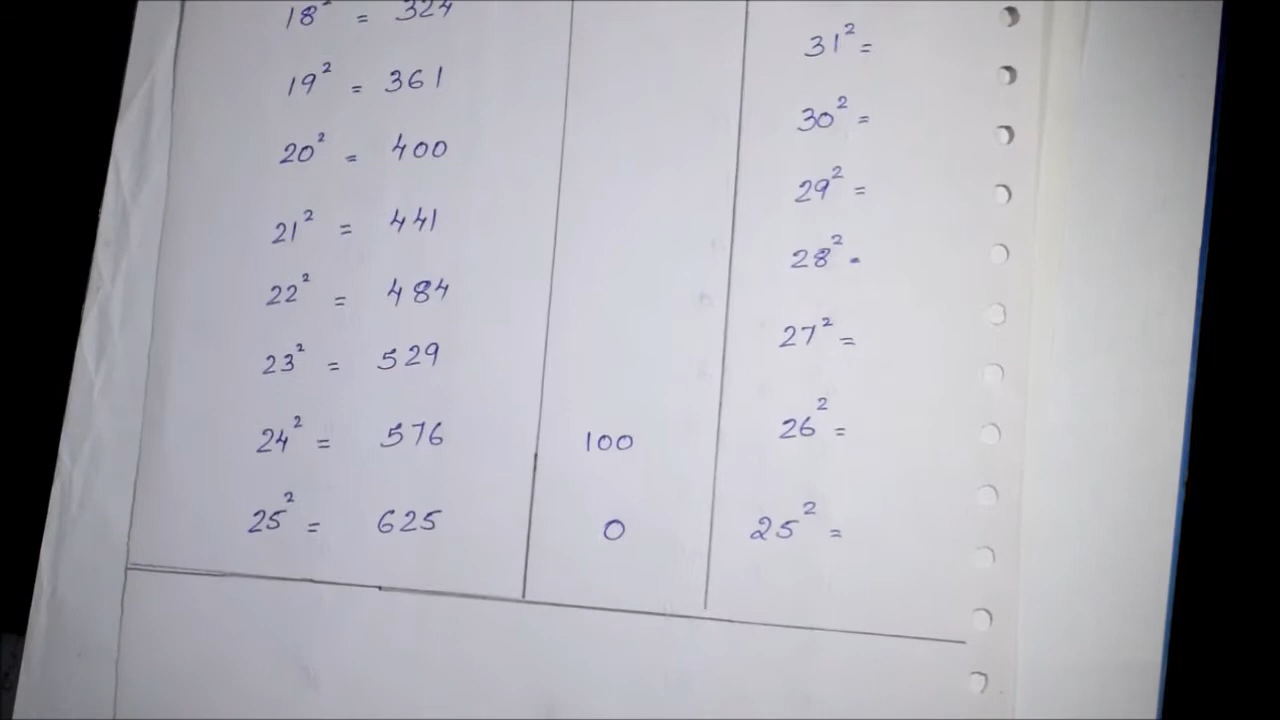 18² = 324
31² =
19² = 361
30² =
20² = 400
29² =
21² = 441
28² =
22² = 484
27² =
23² = 529
26² =
24² = 576 100
25² = 625 0 25² =